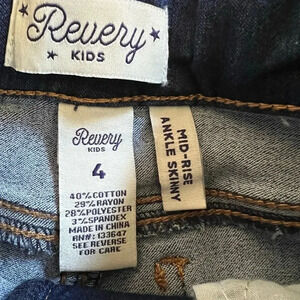 Revery
KIDS
Revery
KIDS
4
40%COTTON
29%RAYON
28%POLYESTER
3%SPANDEX
MADE IN CHINA
RN#: 133647
SEE REVERSE
FOR CARE
MID-RISE
ANKLE SKINNY